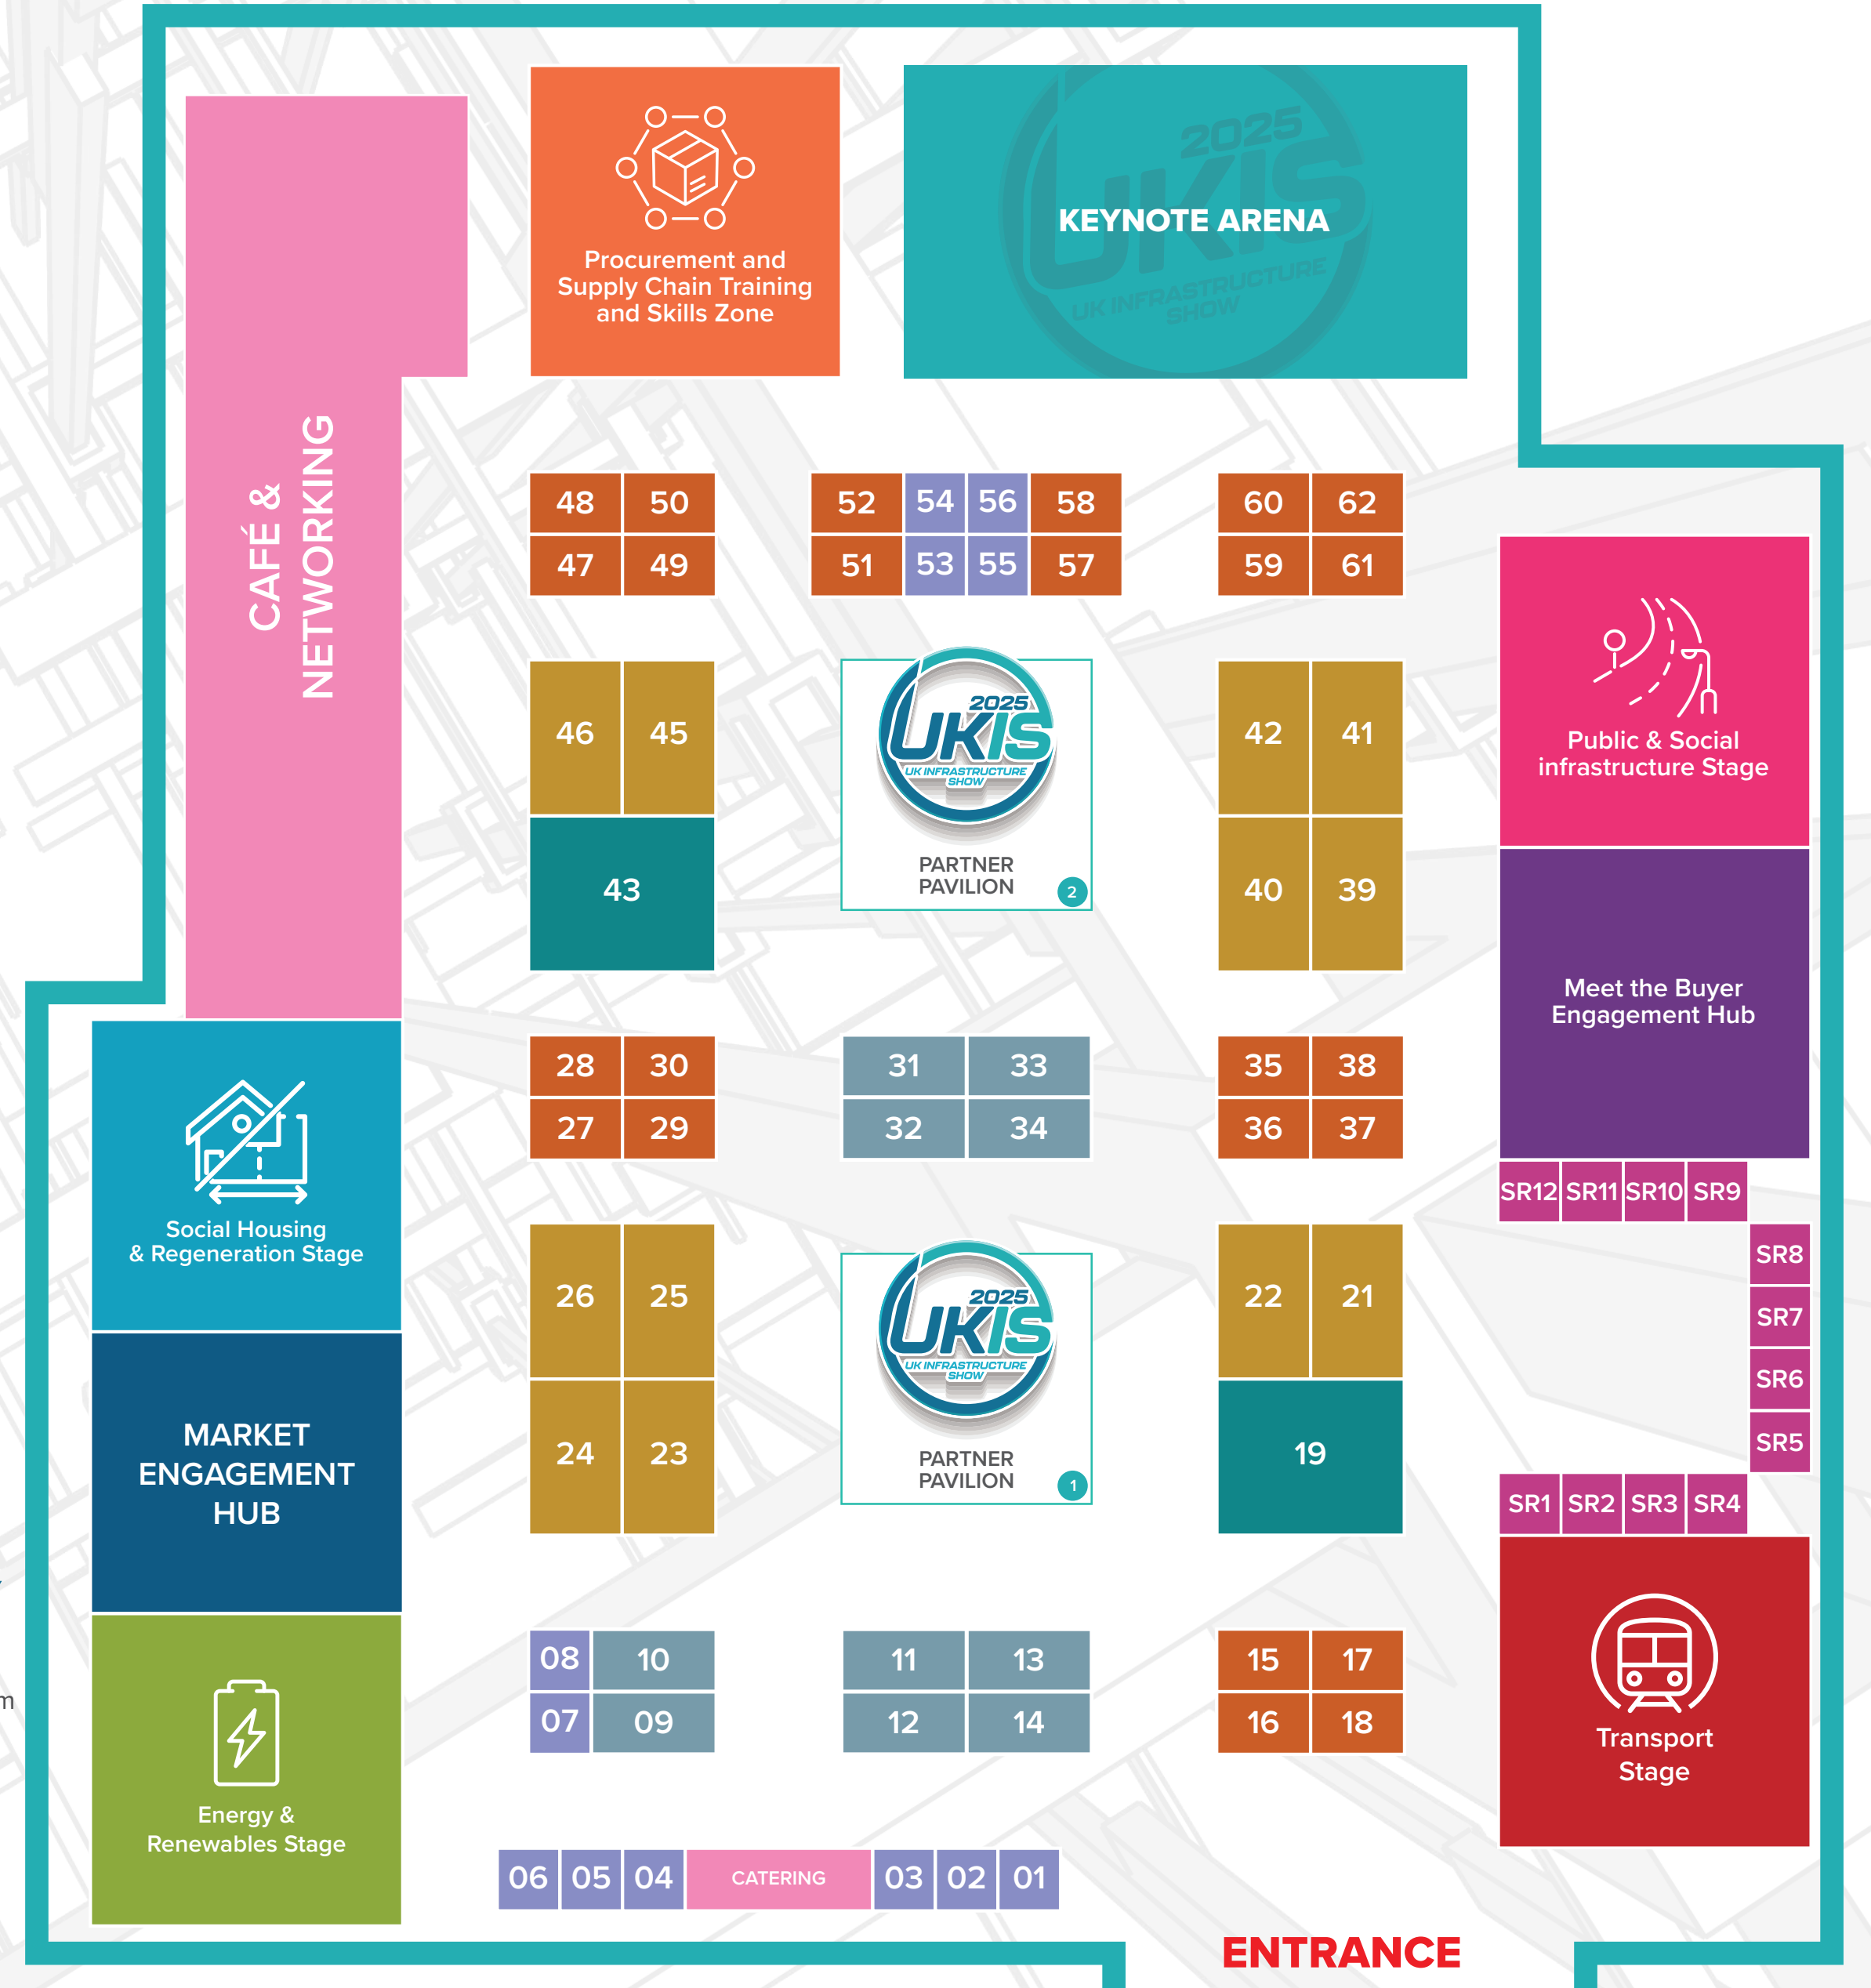 2025
UKIS
UK INFRASTRUCTURE
SHOW
KEYNOTE ARENA
Procurement and
Supply Chain Training
and Skills Zone
CAFÉ &
NETWORKING
48 50 52 54 56 58 60 62
47 49 51 53 55 57 59 61
Public & Social
infrastructure Stage
46 45
2025
UKIS
UK INFRASTRUCTURE
SHOW
PARTNER
PAVILION
2
42 41
43
40 39
Meet the Buyer
Engagement Hub
28 30 31 33 35 38
27 29 32 34 36 37
SR12 SR11 SR10 SR9
SR8
SR7
SR6
SR5
SR1 SR2 SR3 SR4
Social Housing
& Regeneration Stage
26 25
2025
UKIS
UK INFRASTRUCTURE
SHOW
PARTNER
PAVILION
1
22 21
24 23
19
MARKET
ENGAGEMENT
HUB
08 10 11 13 15 17
07 09 12 14 16 18
Transport
Stage
m
Energy &
Renewables Stage
06 05 04 CATERING 03 02 01
ENTRANCE